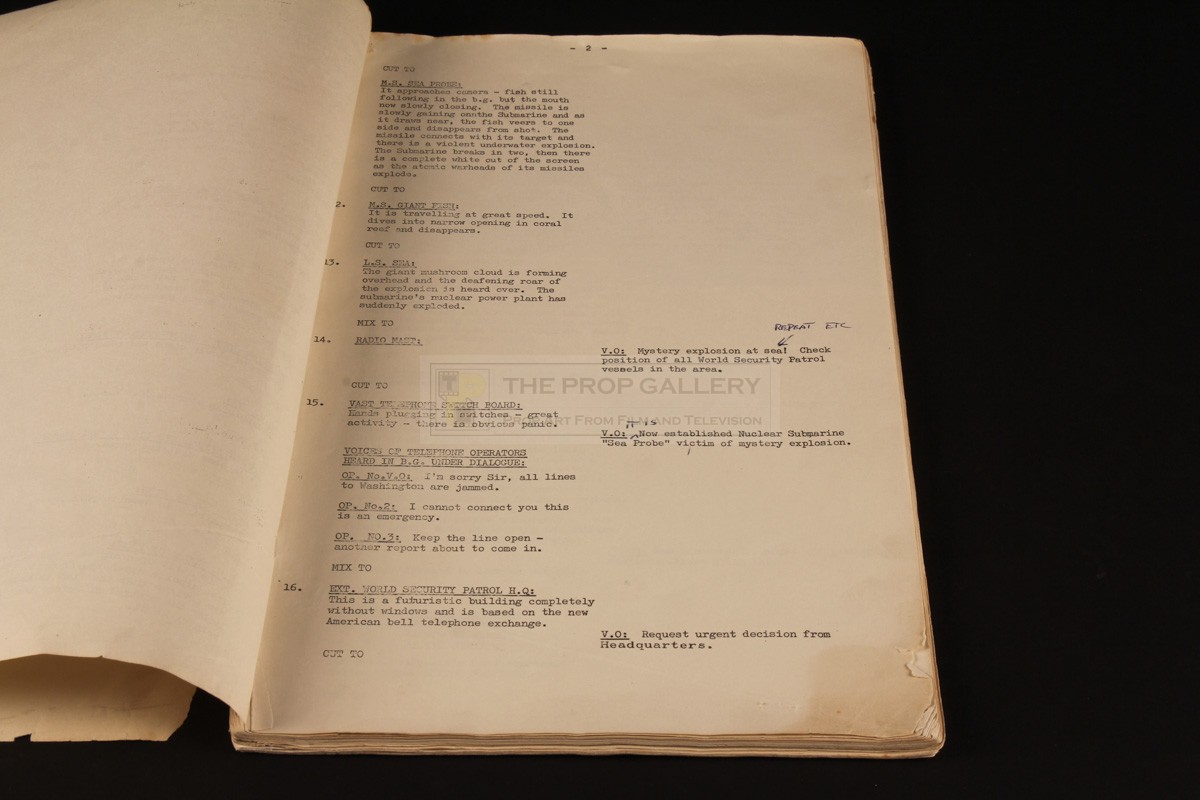 - 2 -
CUT TO
M.S. SEA PROBE:
It approaches camera - fish still
following in the b.g. but the mouth
now slowly closing. The missile is
slowly gaining onnthe Submarine and as
it draws near, the fish veers to one
side and disappears from shot. The
missile connects with its target and
there is a violent underwater explosion.
The Submarine breaks in two, then there
is a complete white out of the screen
as the atomic warheads of its missiles
explode.
CUT TO
2. M.S. GIANT FISH:
It is travelling at great speed. It
dives into narrow opening in coral
reef and disappears.
CUT TO
13. L.S. SEA:
The giant mushroom cloud is forming
overhead and the deafening roar of
the explosion is heard over. The
submarine's nuclear power plant has
suddenly exploded.
MIX TO
REPEAT ETC
14. RADIO MAST:
V.O: Mystery explosion at sea! Check
position of all World Security Patrol
vessels in the area.
THE PROP GALLERY
ART FROM FILM AND TELEVISION
CUT TO
15. VAST TELEPHONE SWITCH BOARD:
Hands plugging in switches - great
activity - there is obvious panic.
IT IS
V.O: Now established Nuclear Submarine
"Sea Probe" victim of mystery explosion.
VOICES OF TELEPHONE OPERATORS
HEARD IN B.G. UNDER DIALOGUE:
OP. No.V.O: I'm sorry Sir, all lines
to Washington are jammed.
OP. No.2: I cannot connect you this
is an emergency.
OP. NO.3: Keep the line open -
another report about to come in.
MIX TO
16. EXT. WORLD SECURITY PATROL H.Q:
This is a futuristic building completely
without windows and is based on the new
American bell telephone exchange.
V.O: Request urgent decision from
Headquarters.
CUT TO